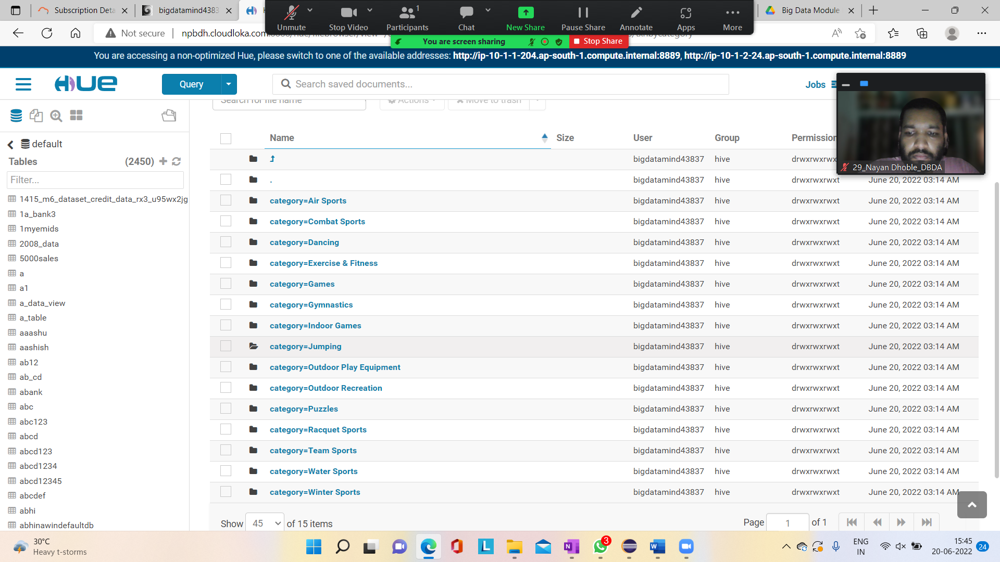 Subscription Deta
bigdatamind4383
Big Data Module
Unmute
Stop Video
Participants
1
Chat
New Share
Pause Share
Annotate
Apps
More
Not secure
npbdh.cloudloka.com
You are screen sharing
Stop Share
You are accessing a non-optimized Hue, please switch to one of the available addresses: http://ip-10-1-1-204.ap-south-1.compute.internal:8889, http://ip-10-1-2-24.ap-south-1.compute.internal:8889
HUE
Query
Search saved documents...
Jobs
Search for file name
Actions
Move to trash
default
Tables
(2450)
Filter...
1415_m6_dataset_credit_data_rx3_u95wx2jg
1a_bank3
1myemids
2008_data
5000sales
a
a1
a_data_view
a_table
aaashu
aashish
ab12
ab_cd
abank
abc
abc123
abcd
abcd123
abcd1234
abcd12345
abcdef
abhi
abhinawindefaultdb
Name Size User Group Permission
bigdatamind43837 hive drwxrwxrwx
. bigdatamind43837 hive drwxrwxrwxt June 20, 2022 03:14 AM
category=Air Sports bigdatamind43837 hive drwxrwxrwxt June 20, 2022 03:14 AM
category=Combat Sports bigdatamind43837 hive drwxrwxrwxt June 20, 2022 03:14 AM
category=Dancing bigdatamind43837 hive drwxrwxrwxt June 20, 2022 03:14 AM
category=Exercise & Fitness bigdatamind43837 hive drwxrwxrwxt June 20, 2022 03:14 AM
category=Games bigdatamind43837 hive drwxrwxrwxt June 20, 2022 03:14 AM
category=Gymnastics bigdatamind43837 hive drwxrwxrwxt June 20, 2022 03:14 AM
category=Indoor Games bigdatamind43837 hive drwxrwxrwxt June 20, 2022 03:14 AM
category=Jumping bigdatamind43837 hive drwxrwxrwxt June 20, 2022 03:14 AM
category=Outdoor Play Equipment bigdatamind43837 hive drwxrwxrwxt June 20, 2022 03:14 AM
category=Outdoor Recreation bigdatamind43837 hive drwxrwxrwxt June 20, 2022 03:14 AM
category=Puzzles bigdatamind43837 hive drwxrwxrwxt June 20, 2022 03:14 AM
category=Racquet Sports bigdatamind43837 hive drwxrwxrwxt June 20, 2022 03:14 AM
category=Team Sports bigdatamind43837 hive drwxrwxrwxt June 20, 2022 03:14 AM
category=Water Sports bigdatamind43837 hive drwxrwxrwxt June 20, 2022 03:14 AM
category=Winter Sports bigdatamind43837 hive drwxrwxrwxt June 20, 2022 03:14 AM
29_Nayan Dhoble_DBDA
Show 45 of 15 items
Page 1 of 1
30°C
Heavy t-storms
3
ENG
IN
15:45
20-06-2022
24